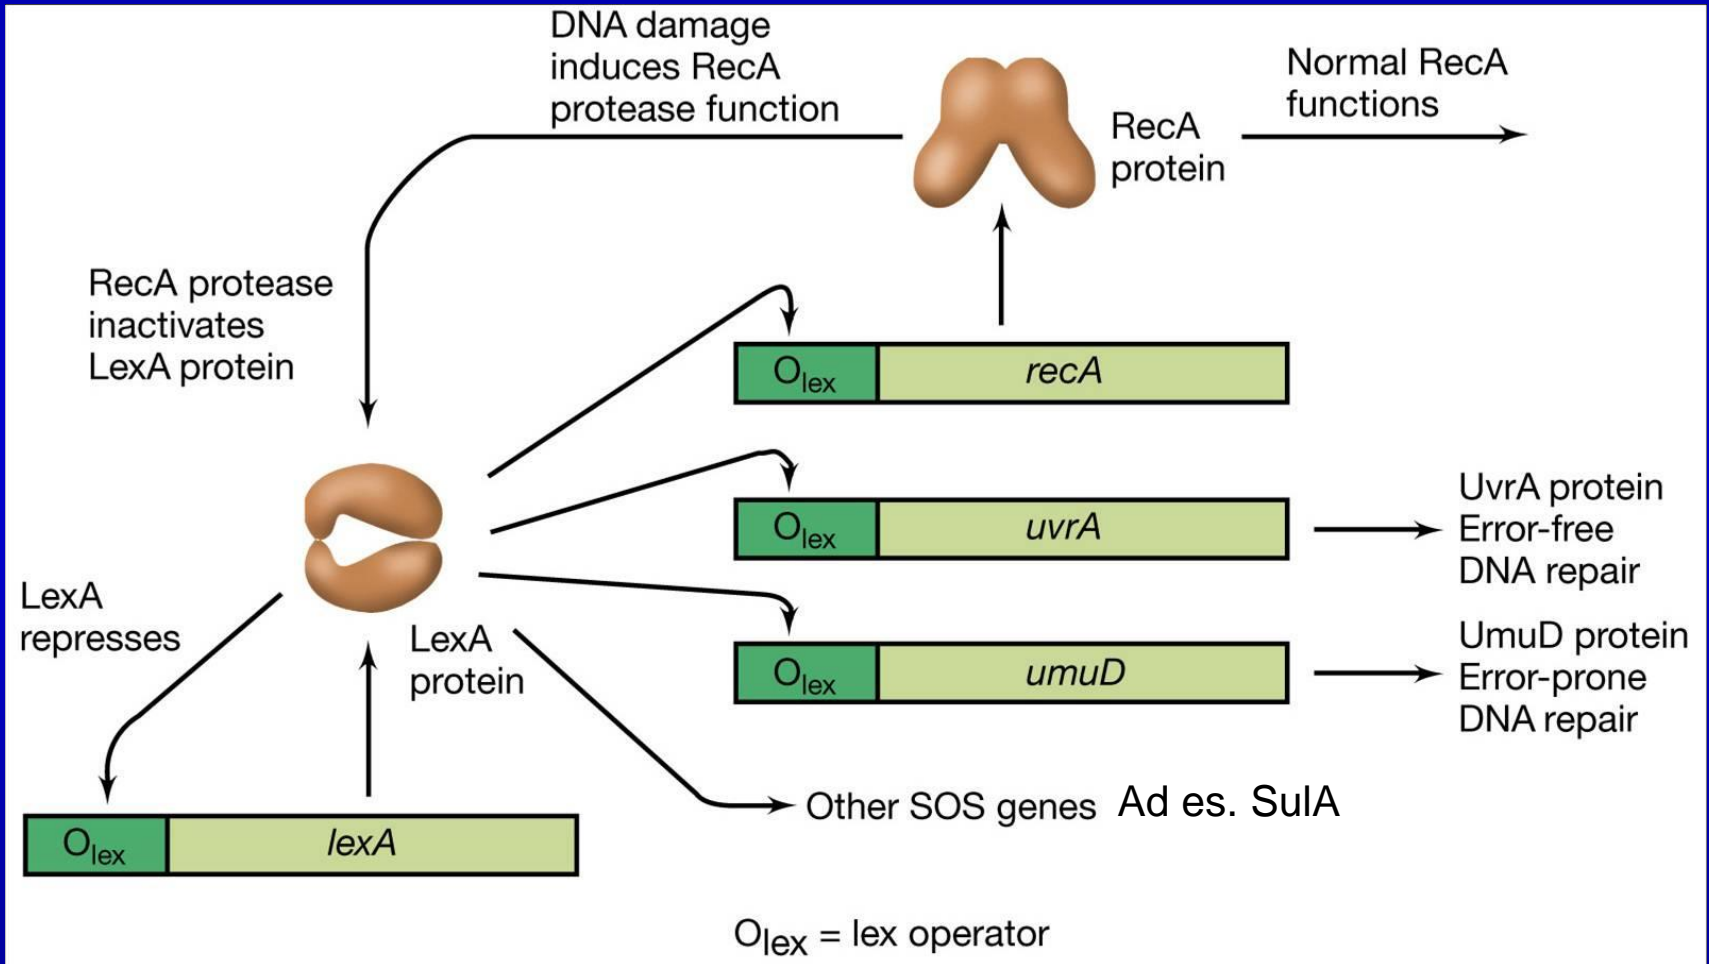 DNA damage
induces RecA
protease function
Normal RecA
functions
RecA
protein
RecA protease
inactivates
LexA protein
Olex recA
Olex uvrA
UvrA protein
Error-free
DNA repair
LexA
represses
LexA
protein
Olex umuD
UmuD protein
Error-prone
DNA repair
Other SOS genes Ad es. SulA
Olex lexA
Olex = lex operator